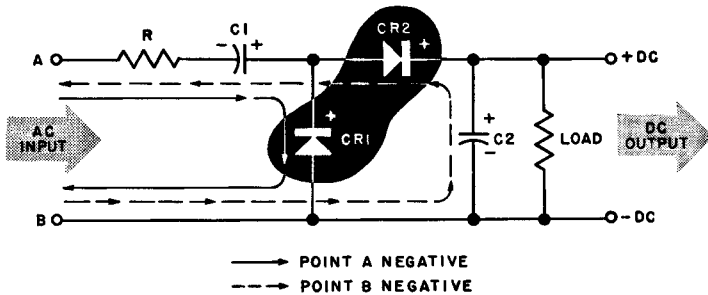 R
C1
- +
CR2
+
A
+DC
AC
INPUT
+
CR1
+
-
C2
LOAD
DC
OUTPUT
B
-DC
POINT A NEGATIVE
POINT B NEGATIVE